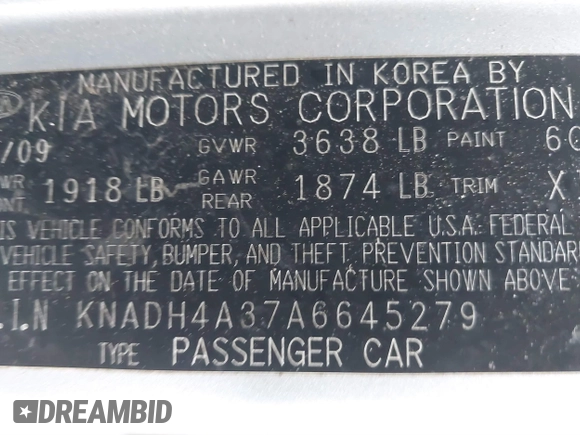 MANUFACTURED IN KOREA BY
KIA MOTORS CORPORATION
/09 GVWR 3638 LB PAINT 6C
1918 LB GAWR REAR 1874 LB TRIM X
VEHICLE CONFORMS TO ALL APPLICABLE U.S.A. FEDERAL
VEHICLE SAFETY, BUMPER, AND THEFT PREVENTION STANDAR
EFFECT ON THE DATE OF MANUFACTURE SHOWN ABOVE
.I.N KNADH4A37A6645279
TYPE PASSENGER CAR
DREAMBID